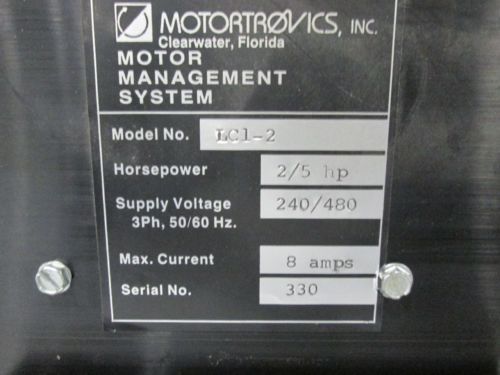 MOTORTRØVICS, INC.
Clearwater, Florida
MOTOR
MANAGEMENT
SYSTEM
Model No. LC1-2
Horsepower 2/5 hp
Supply Voltage 240/480
3Ph, 50/60 Hz.
Max. Current 8 amps
Serial No. 330